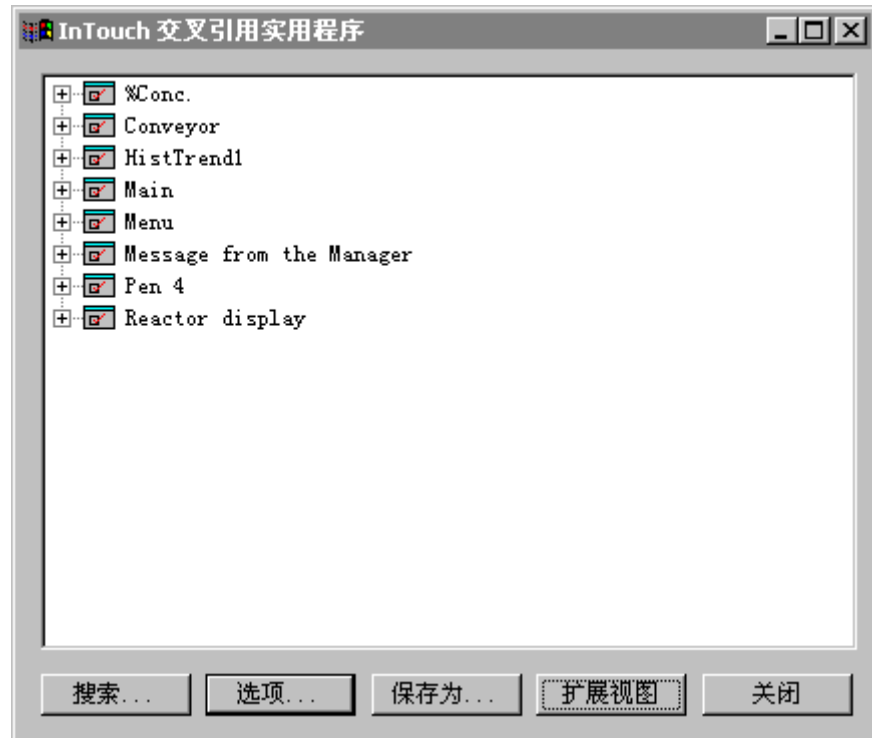 InTouch 交叉引用实用程序
%Conc.
Conveyor
HistTrend1
Main
Menu
Message from the Manager
Pen 4
Reactor display
搜索... 选项... 保存为... 扩展视图 关闭